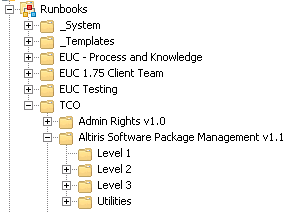 Runbooks
_System
_Templates
EUC - Process and Knowledge
EUC 1.75 Client Team
EUC Testing
TCO
Admin Rights v1.0
Altiris Software Package Management v1.1
Level 1
Level 2
Level 3
Utilities